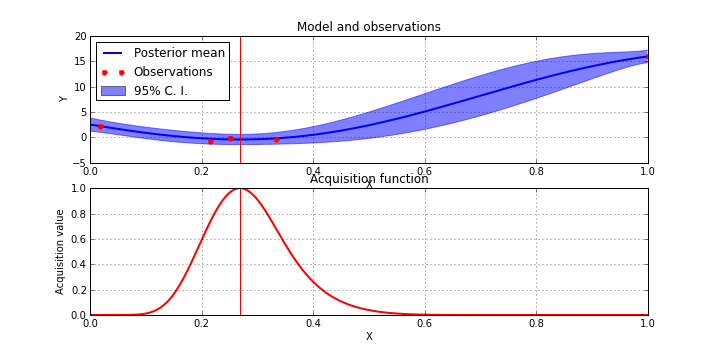 Model and observations
20
15
10
5
0
−5
Y
Posterior mean
Observations
95% C. I.
0.0 0.2 0.4 0.6 0.8 1.0
X
Acquisition function
1.0
0.8
0.6
0.4
0.2
0.0
Acquisition value
0.0 0.2 0.4 0.6 0.8 1.0
X